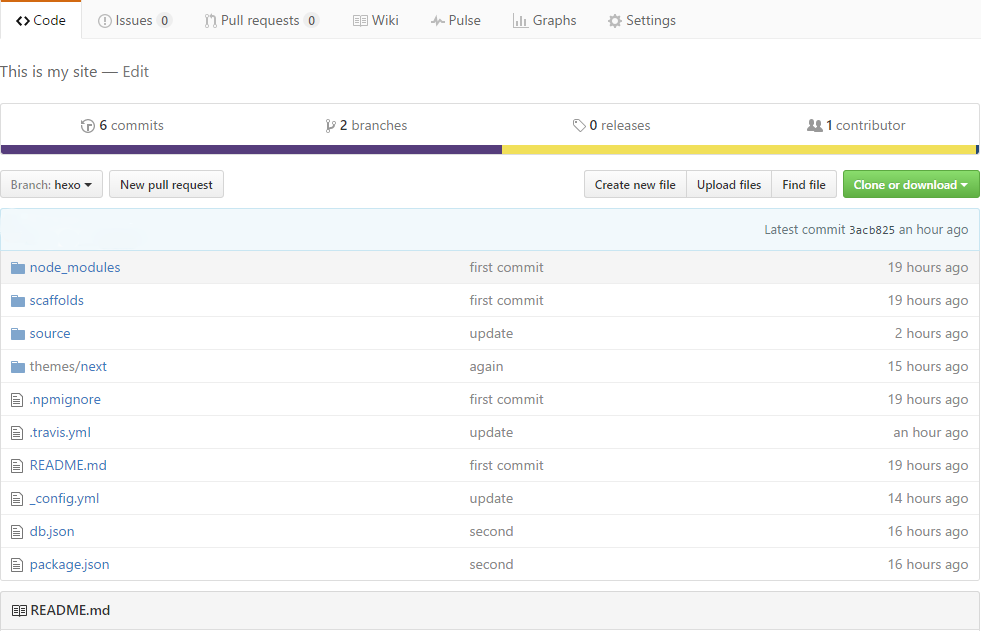 Code Issues 0 Pull requests 0 Wiki Pulse Graphs Settings
This is my site — Edit
6 commits 2 branches 0 releases 1 contributor
Branch: hexo New pull request Create new file Upload files Find file Clone or download
Latest commit 3acb825 an hour ago
node_modules first commit 19 hours ago
scaffolds first commit 19 hours ago
source update 2 hours ago
themes/next again 15 hours ago
.npmignore first commit 19 hours ago
.travis.yml update an hour ago
README.md first commit 19 hours ago
_config.yml update 14 hours ago
db.json second 16 hours ago
package.json second 16 hours ago
README.md